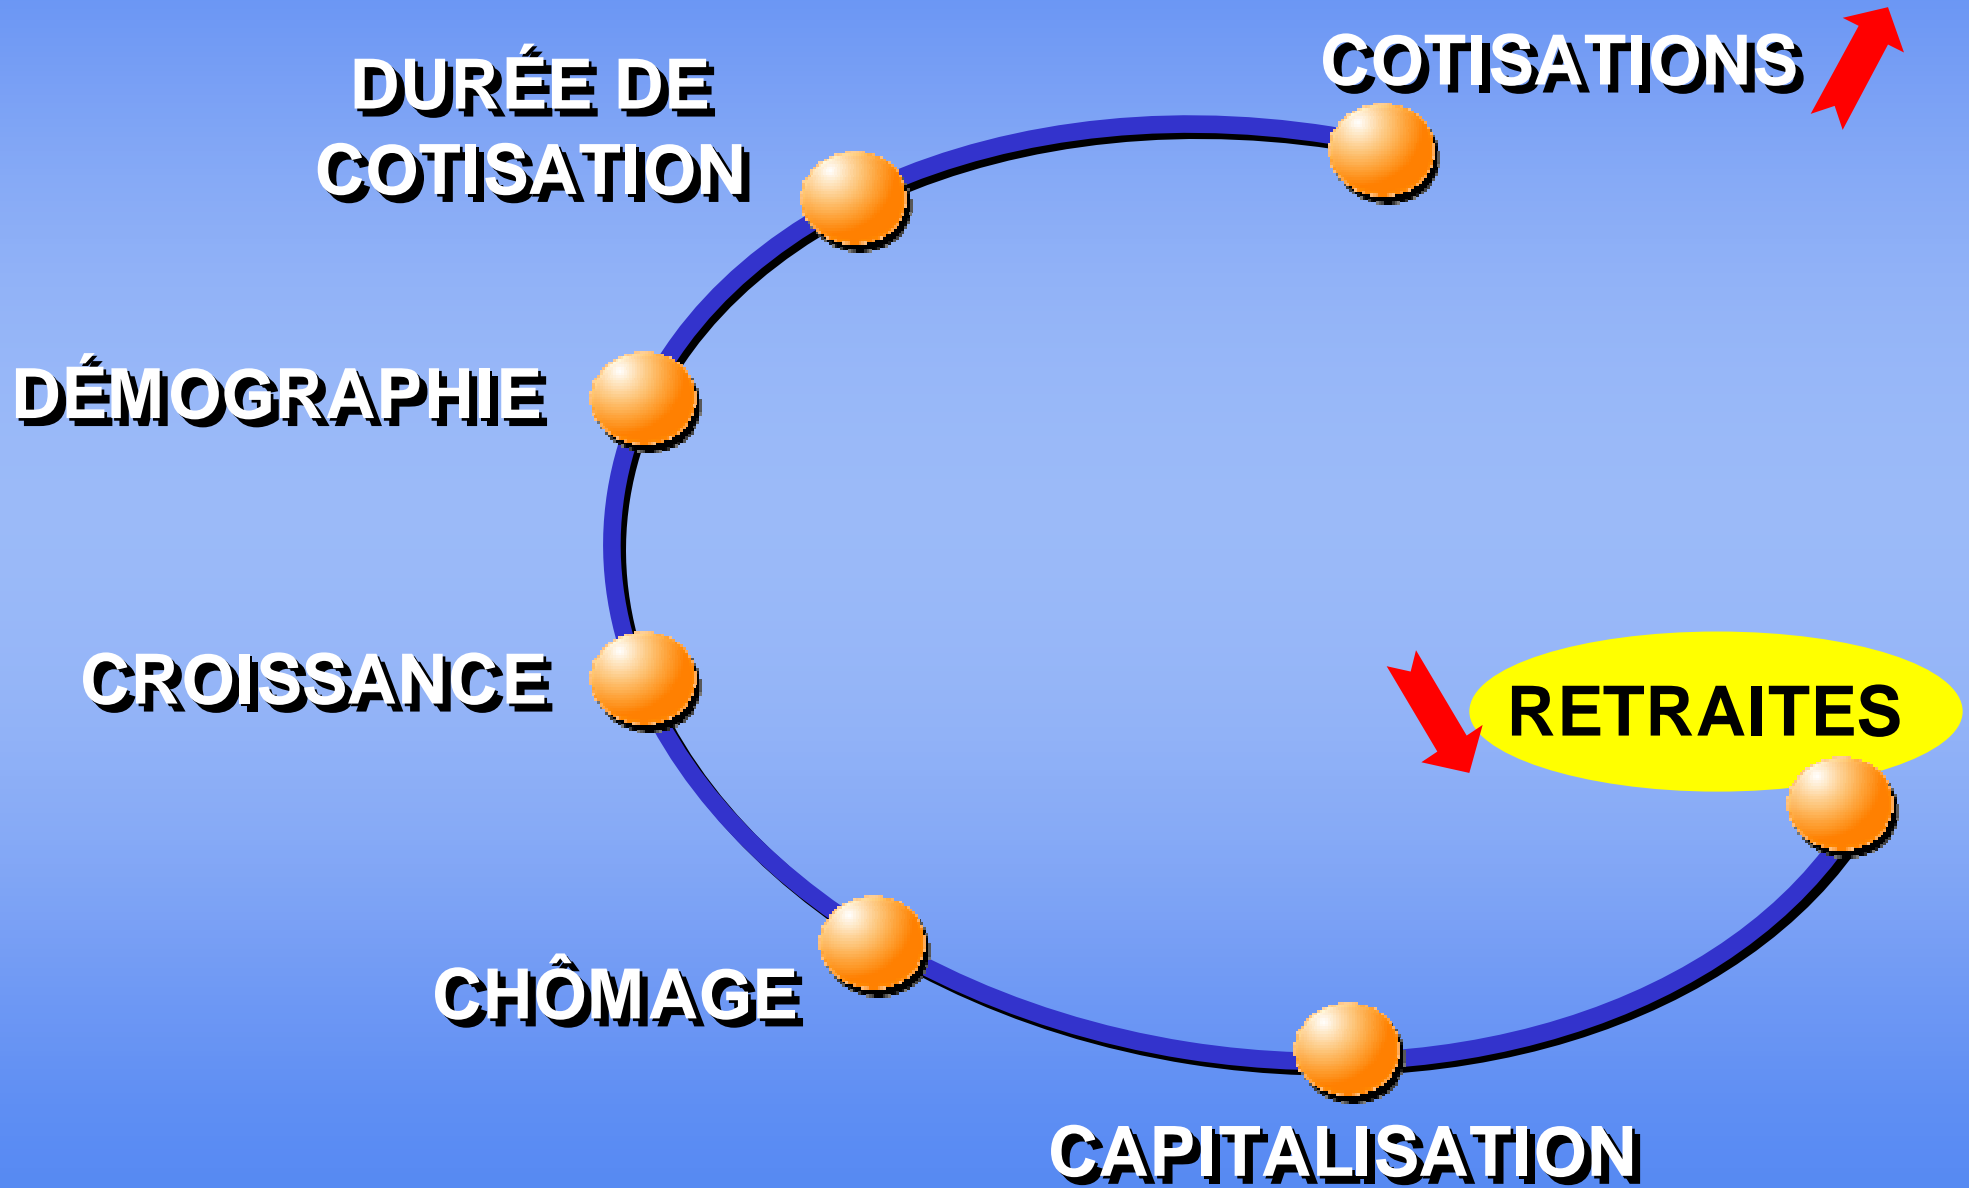 COTISATIONS
DURÉE DE
COTISATION
DÉMOGRAPHIE
CROISSANCE
RETRAITES
CHÔMAGE
CAPITALISATION